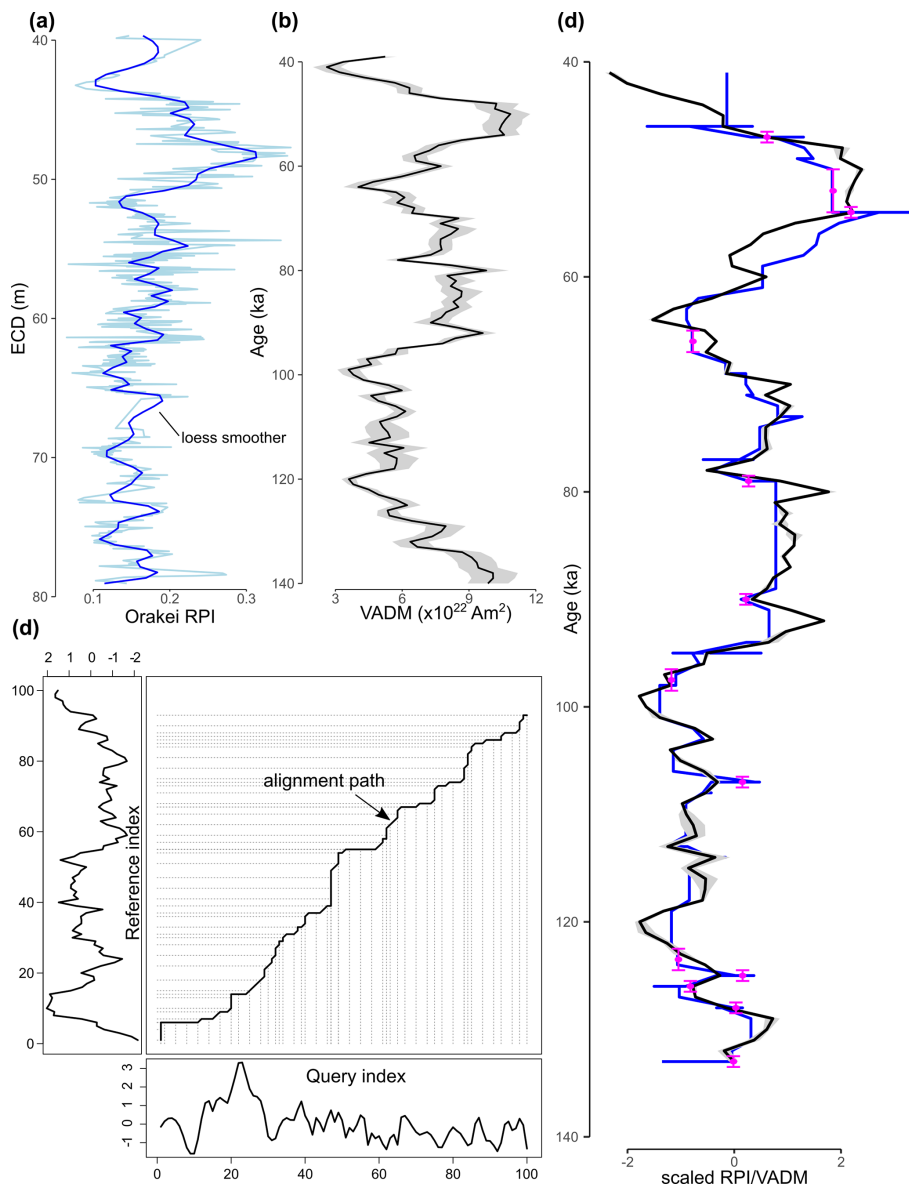 (a)
40
50
60
70
80
ECD (m)
0.1 0.2 0.3
Orakei RPI
loess smoother
(b)
40
60
80
100
120
140
Age (ka)
3 6 9 12
VADM (x10²² Am²)
(d)
2 1 0 -1 -2
100
80
60
40
20
0
Reference index
alignment path
Query index
3
2
1
0
-1
0 20 40 60 80 100
(d)
40
60
80
100
120
140
Age (ka)
-2 0 2
scaled RPI/VADM